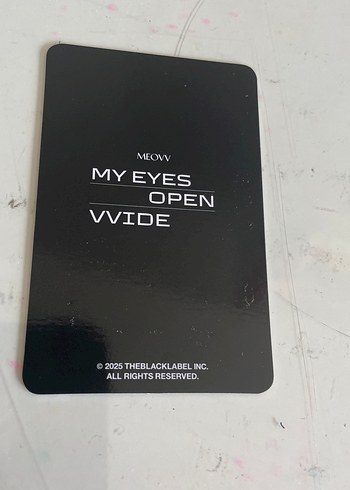 MEOVV
MY EYES
OPEN
VVIDE
© 2025 THEBLACKLABEL INC.
ALL RIGHTS RESERVED.